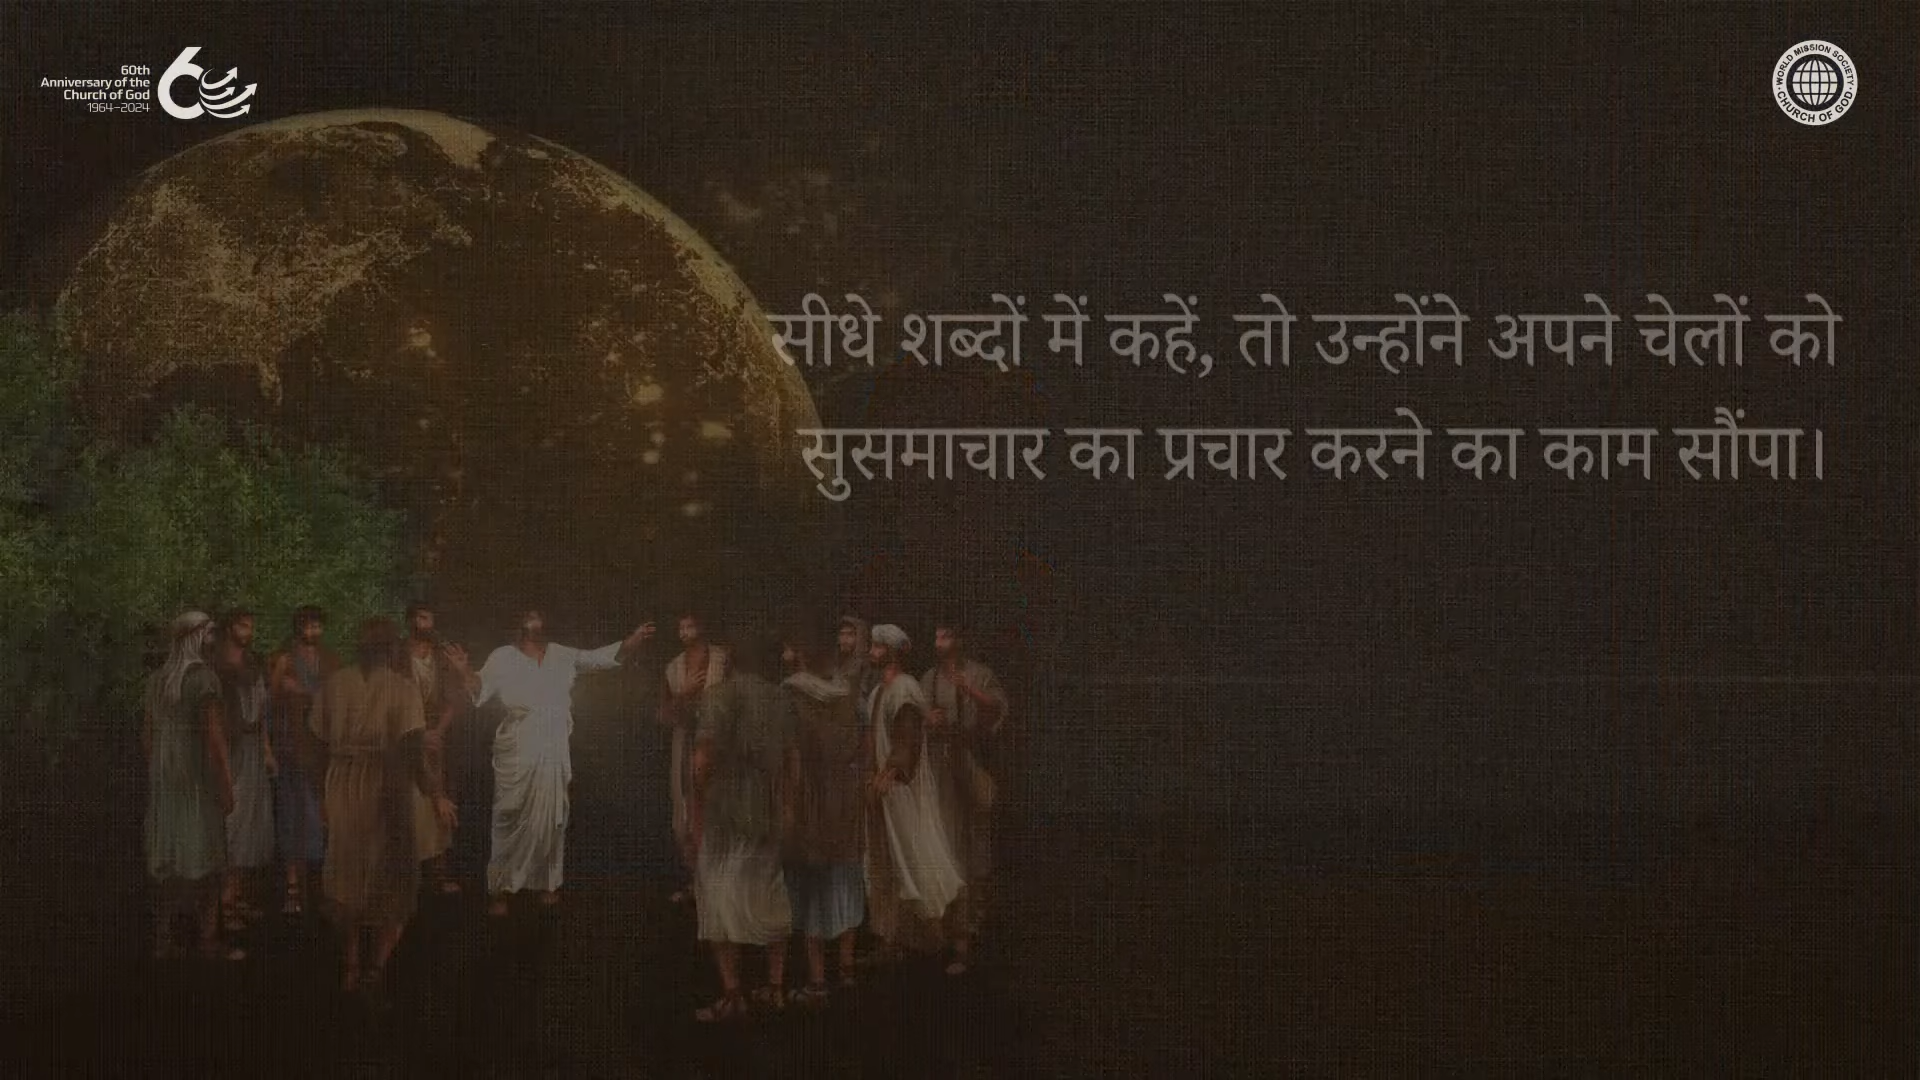 60th
Anniversary of the
Church of God
1964–2024
60
WORLD MISSION SOCIETY
CHURCH OF GOD
सीधे शब्दों में कहें, तो उन्होंने अपने चेलों को
सुसमाचार का प्रचार करने का काम सौंपा।